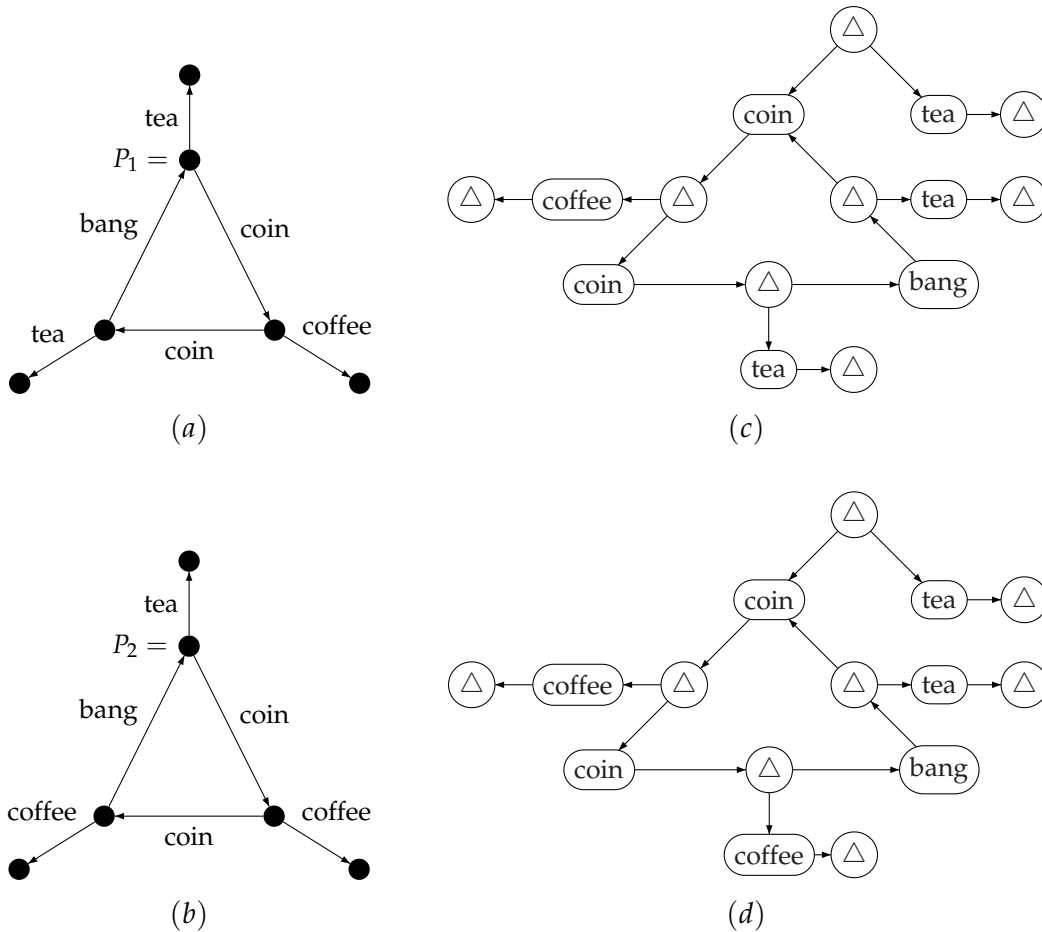 tea
P₁ =
bang
coin
tea
coin
coffee
(a)
△
coin
tea
△
△
coffee
△
△
tea
△
coin
△
bang
tea
△
(c)
tea
P₂ =
bang
coin
coffee
coin
coffee
(b)
△
coin
tea
△
△
coffee
△
△
tea
△
coin
△
bang
coffee
△
(d)